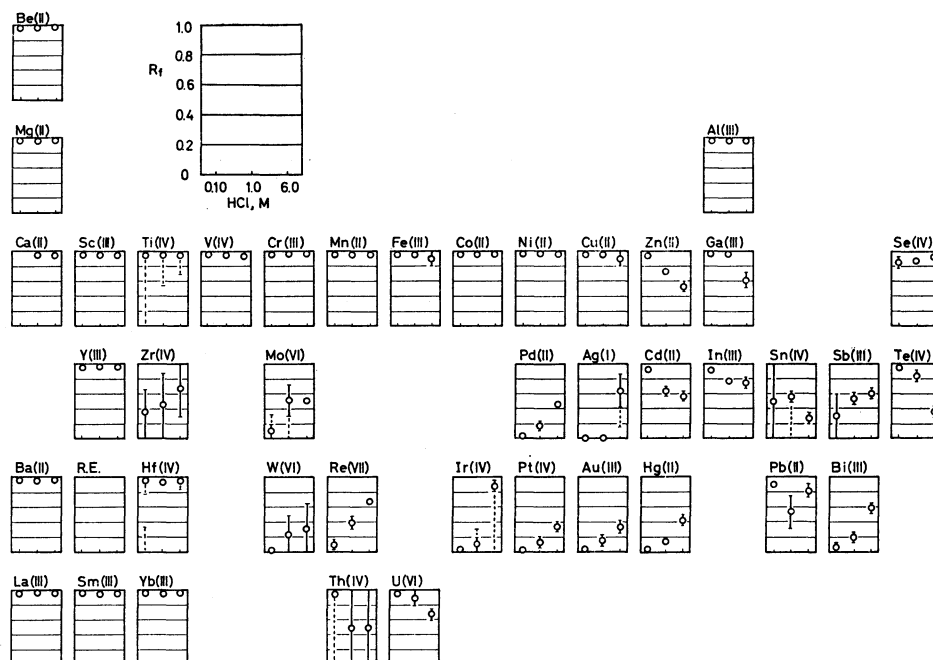 Be(II)
1.0
0.8
Rf
0.6
0.4
0.2
0
0.10 1.0 6.0
HCl, M
Mg(II) Al(III)
Ca(II) Sc(III) Ti(IV) V(IV) Cr(III) Mn(II) Fe(III) Co(II) Ni(II) Cu(II) Zn(II) Ga(III) Se(IV)
Y(III) Zr(IV) Mo(VI) Pd(II) Ag(I) Cd(II) In(III) Sn(IV) Sb(III) Te(IV)
Ba(II) R.E. Hf(IV) W(VI) Re(VII) Ir(IV) Pt(IV) Au(III) Hg(II) Pb(II) Bi(III)
La(III) Sm(III) Yb(III) Th(IV) U(VI)